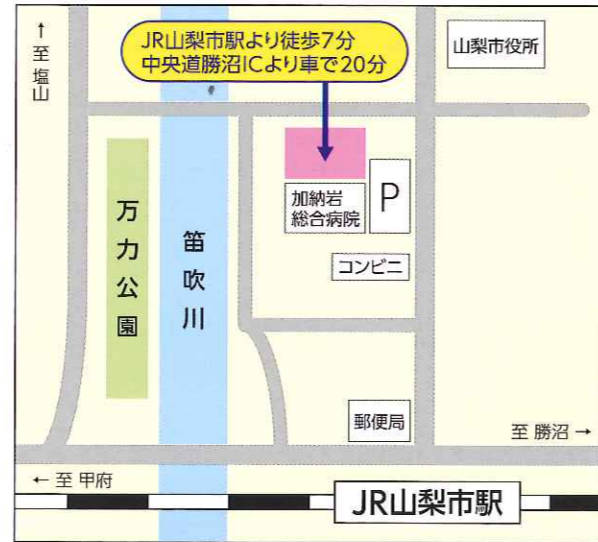 ↑
至
塩
山
JR山梨市駅より徒歩7分
中央道勝沼ICより車で20分
山梨市役所
加納岩
総合病院
P
万力公園
笛吹川
コンビニ
郵便局
至 勝沼 →
← 至 甲府
JR山梨市駅